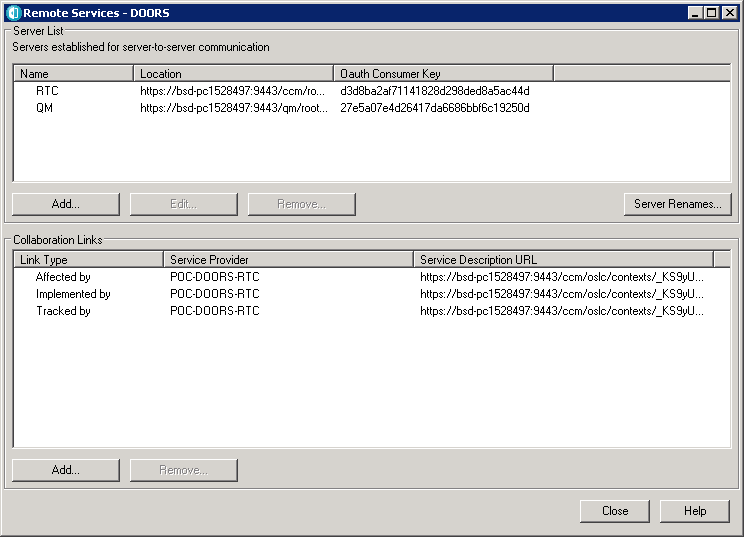 Remote Services - DOORS
Server List
Servers established for server-to-server communication
Name Location Oauth Consumer Key
RTC https://bsd-pc1528497:9443/ccm/ro... d3d8ba2af71141828d298ded8a5ac44d
QM https://bsd-pc1528497:9443/qm/root... 27e5a07e4d26417da6686bbf6c19250d
Add... Edit... Remove... Server Renames...
Collaboration Links
Link Type Service Provider Service Description URL
Affected by POC-DOORS-RTC https://bsd-pc1528497:9443/ccm/oslc/contexts/_KS9yU...
Implemented by POC-DOORS-RTC https://bsd-pc1528497:9443/ccm/oslc/contexts/_KS9yU...
Tracked by POC-DOORS-RTC https://bsd-pc1528497:9443/ccm/oslc/contexts/_KS9yU...
Add... Remove...
Close Help